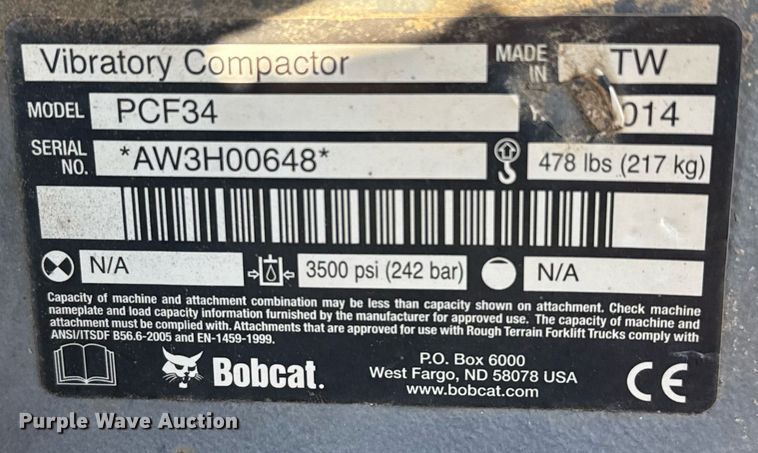 Vibratory Compactor
MADE IN TW
MODEL PCF34
014
SERIAL NO. *AW3H00648*
478 lbs (217 kg)
N/A
3500 psi (242 bar)
N/A
Capacity of machine and attachment combination may be less than capacity shown on attachment. Check machine
nameplate and load capacity information furnished by the manufacturer for approved use. The capacity of machine and
attachment must be complied with. Attachments that are approved for use with Rough Terrain Forklift Trucks comply with
ANSI/ITSDF B56.6-2005 and EN-1459-1999.
Bobcat.
P.O. Box 6000
West Fargo, ND 58078 USA
www.bobcat.com
CE
Purple Wave Auction